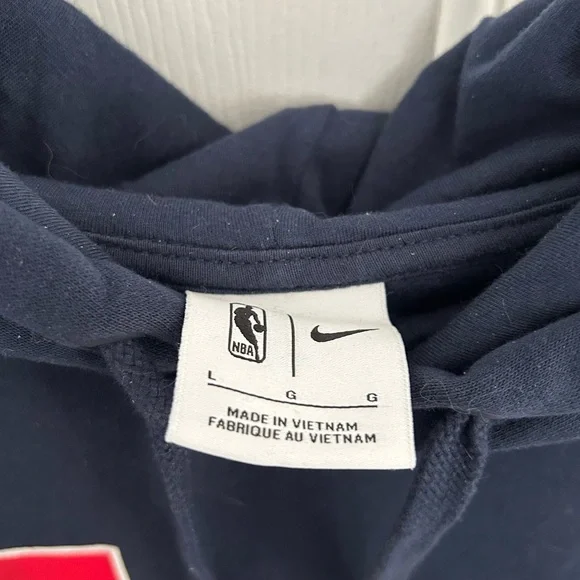 NBA
L G G
MADE IN VIETNAM
FABRIQUE AU VIETNAM